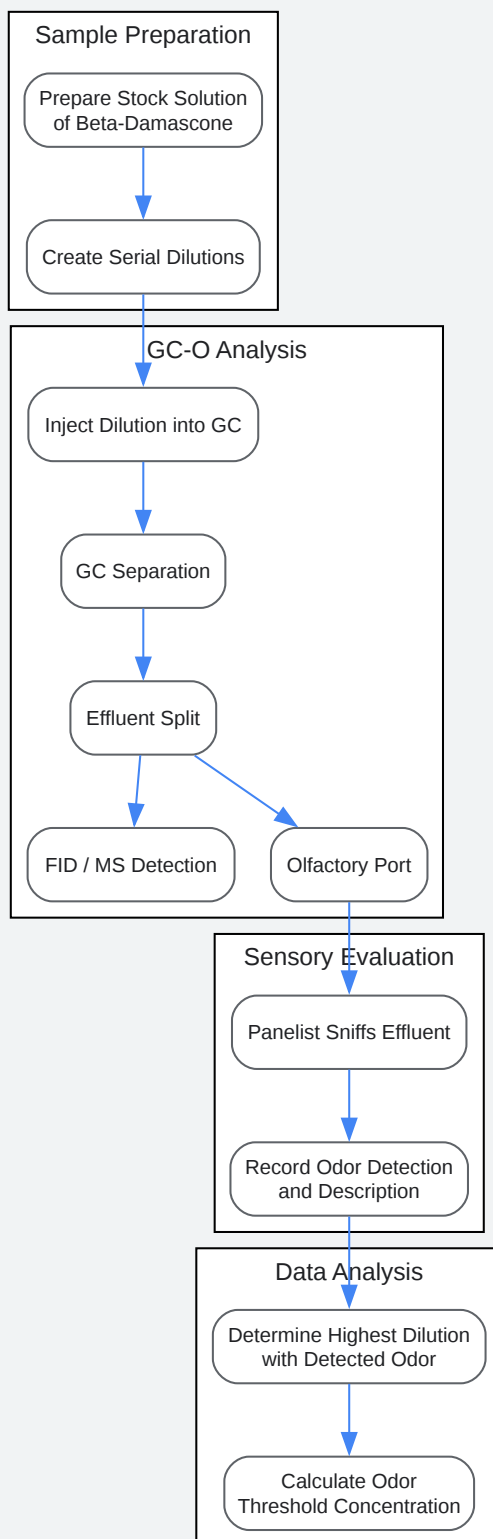 Sample Preparation
Prepare Stock Solution
of Beta-Damascone
Create Serial Dilutions
GC-O Analysis
Inject Dilution into GC
GC Separation
Effluent Split
FID / MS Detection
Olfactory Port
Sensory Evaluation
Panelist Sniffs Effluent
Record Odor Detection
and Description
Data Analysis
Determine Highest Dilution
with Detected Odor
Calculate Odor
Threshold Concentration